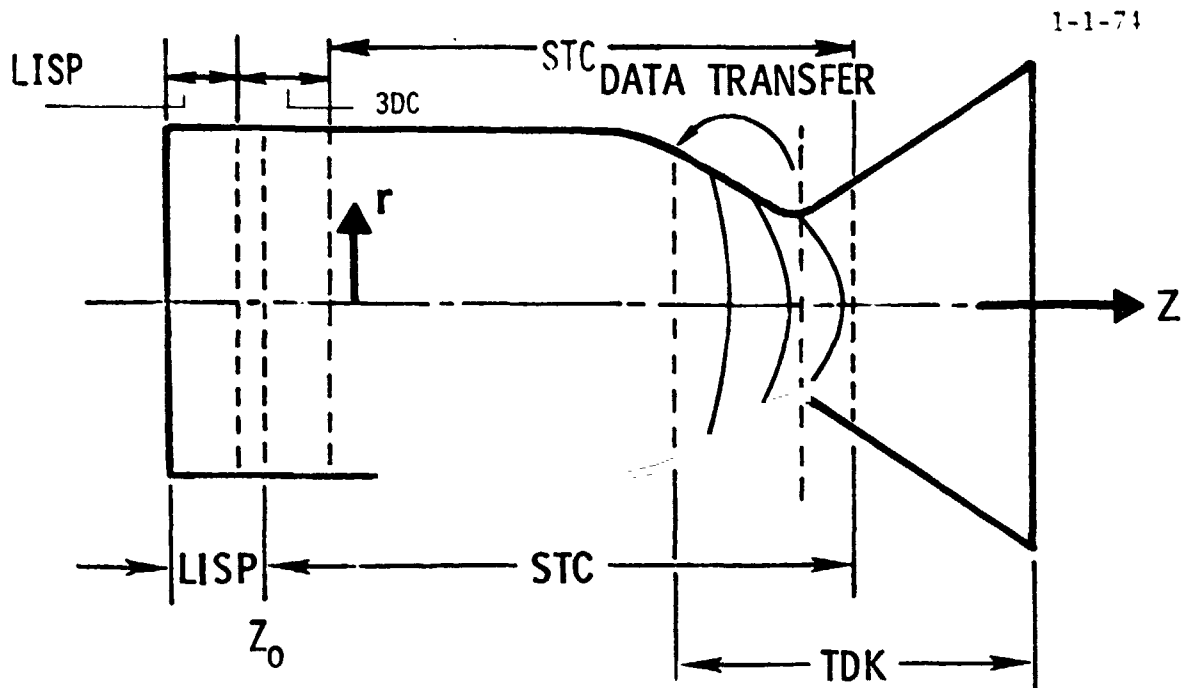 1-1-74
LISP
STC
DATA TRANSFER
3DC
r
Z
LISP
STC
Z0
TDK